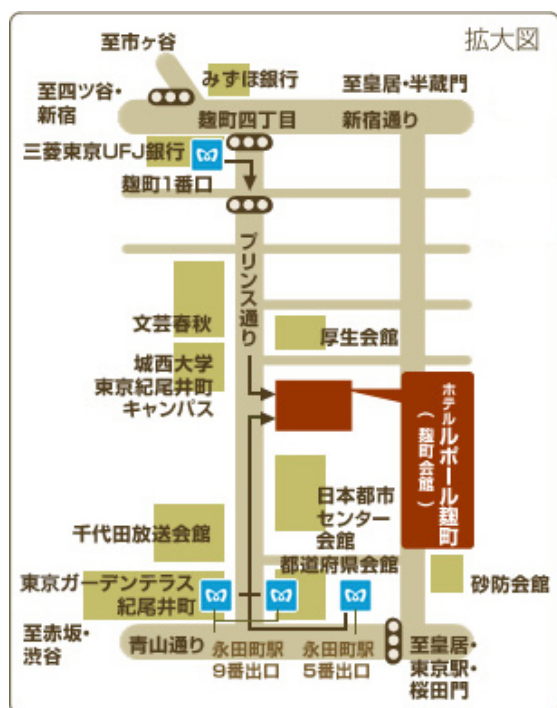 拡大図
至市ヶ谷
みずほ銀行
至四ツ谷・
新宿
至皇居・半蔵門
麹町四丁目
新宿通り
三菱東京UFJ銀行
麹町1番口
プリンス通り
文芸春秋
厚生会館
城西大学
東京紀尾井町
キャンパス
ホテルルポール麹町
(麹町会館)
日本都市
センター
会館
千代田放送会館
都道府県会館
東京ガーデンテラス
紀尾井町
砂防会館
至赤坂・
渋谷
青山通り
永田町駅
9番出口
永田町駅
5番出口
至皇居・
東京駅・
桜田門